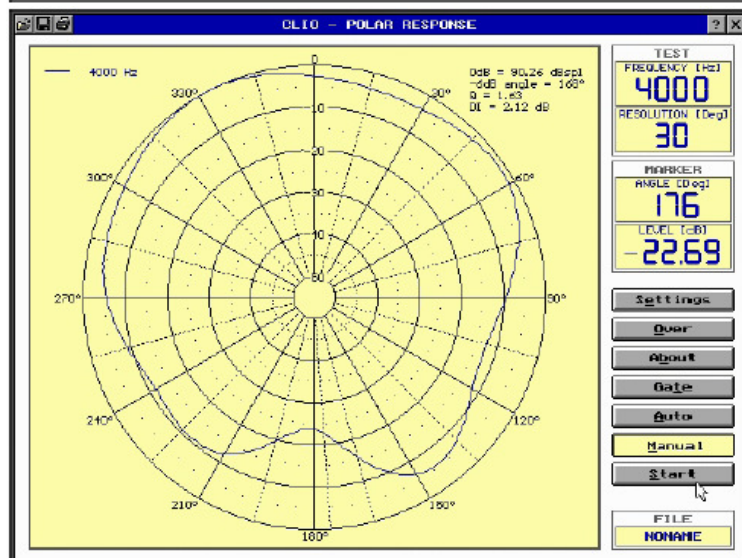 CLIO - POLAR RESPONSE
? X
4000 Hz
0dB = 90.26 dBspl
-6dB angle = 168°
Q = 1.63
DI = 2.12 dB
0
330°
30°
10
20
300°
60°
30
40
50
270°
90°
240°
120°
210°
150°
180°
TEST
FREQUENCY [Hz]
4000
RESOLUTION [Deg]
30
MARKER
ANGLE [Deg]
176
LEVEL [dB]
-22.69
Settings
Over
About
Gate
Auto
Manual
Start
FILE
NONAME